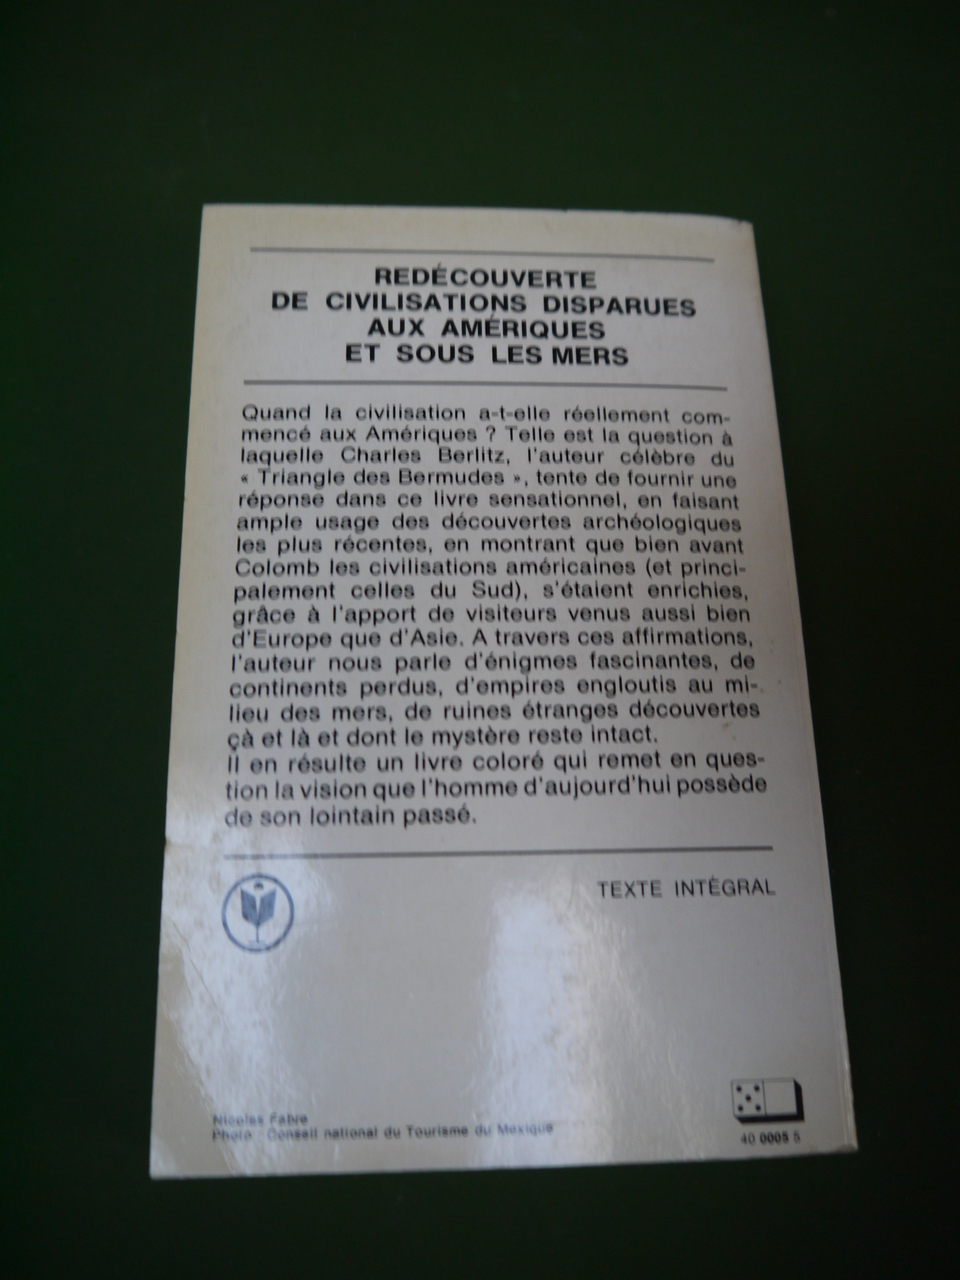 REDÉCOUVERTE
DE CIVILISATIONS DISPARUES
AUX AMÉRIQUES
ET SOUS LES MERS
Quand la civilisation a-t-elle réellement com-
mencé aux Amériques ? Telle est la question à
laquelle Charles Berlitz, l'auteur célèbre du
« Triangle des Bermudes », tente de fournir une
réponse dans ce livre sensationnel, en faisant
ample usage des découvertes archéologiques
les plus récentes, en montrant que bien avant
Colomb les civilisations américaines (et princi-
palement celles du Sud), s'étaient enrichies,
grâce à l'apport de visiteurs venus aussi bien
d'Europe que d'Asie. A travers ces affirmations,
l'auteur nous parle d'énigmes fascinantes, de
continents perdus, d'empires engloutis au mi-
lieu des mers, de ruines étranges découvertes
çà et là et dont le mystère reste intact.
Il en résulte un livre coloré qui remet en ques-
tion la vision que l'homme d'aujourd'hui possède
de son lointain passé.
TEXTE INTÉGRAL
Nicolas Fabre
Photo : Conseil national du Tourisme du Mexique
40 0005 5